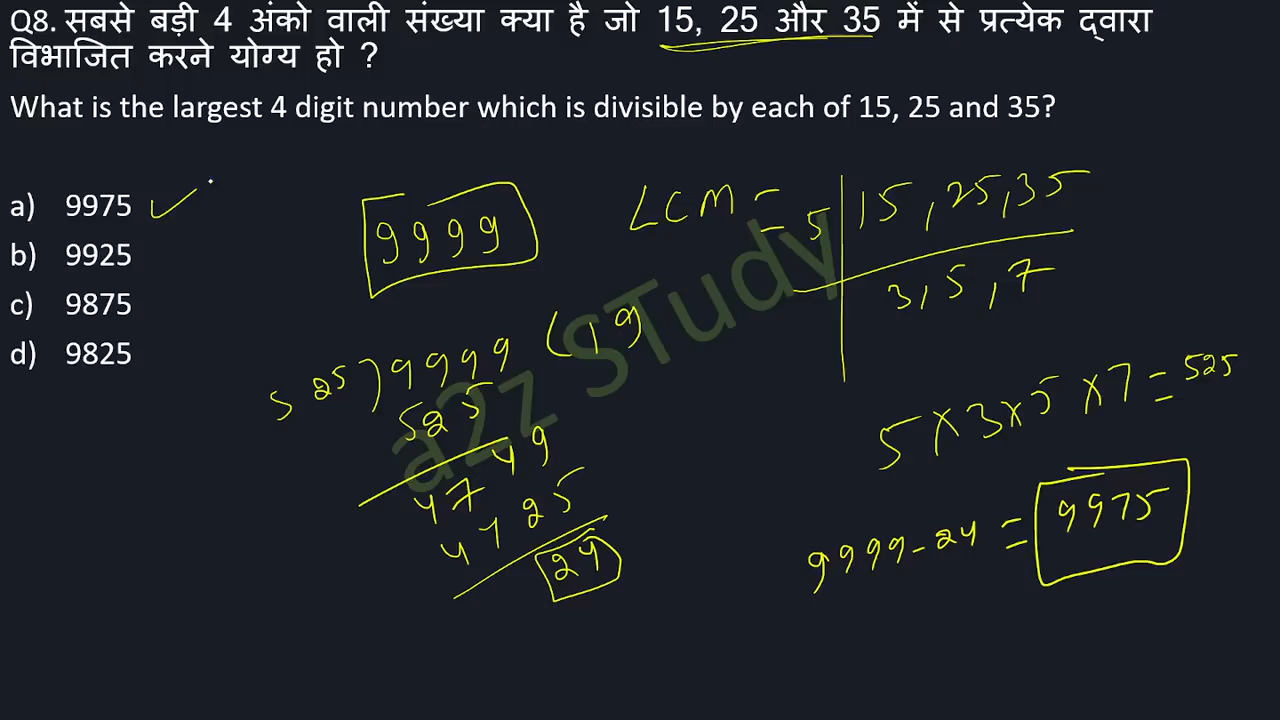 Q8. सबसे बड़ी 4 अंको वाली संख्या क्या है जो 15, 25 और 35 में से प्रत्येक द्वारा
विभाजित करने योग्य हो ?
What is the largest 4 digit number which is divisible by each of 15, 25 and 35?
a) 9975
b) 9925
c) 9875
d) 9825
9999
LCM = 5 | 15, 25, 35
3, 5, 7
525) 9999 (19
525
4749
4725
24
5 × 3 × 5 × 7 = 525
9999 - 24 = 9975
a2z STudy